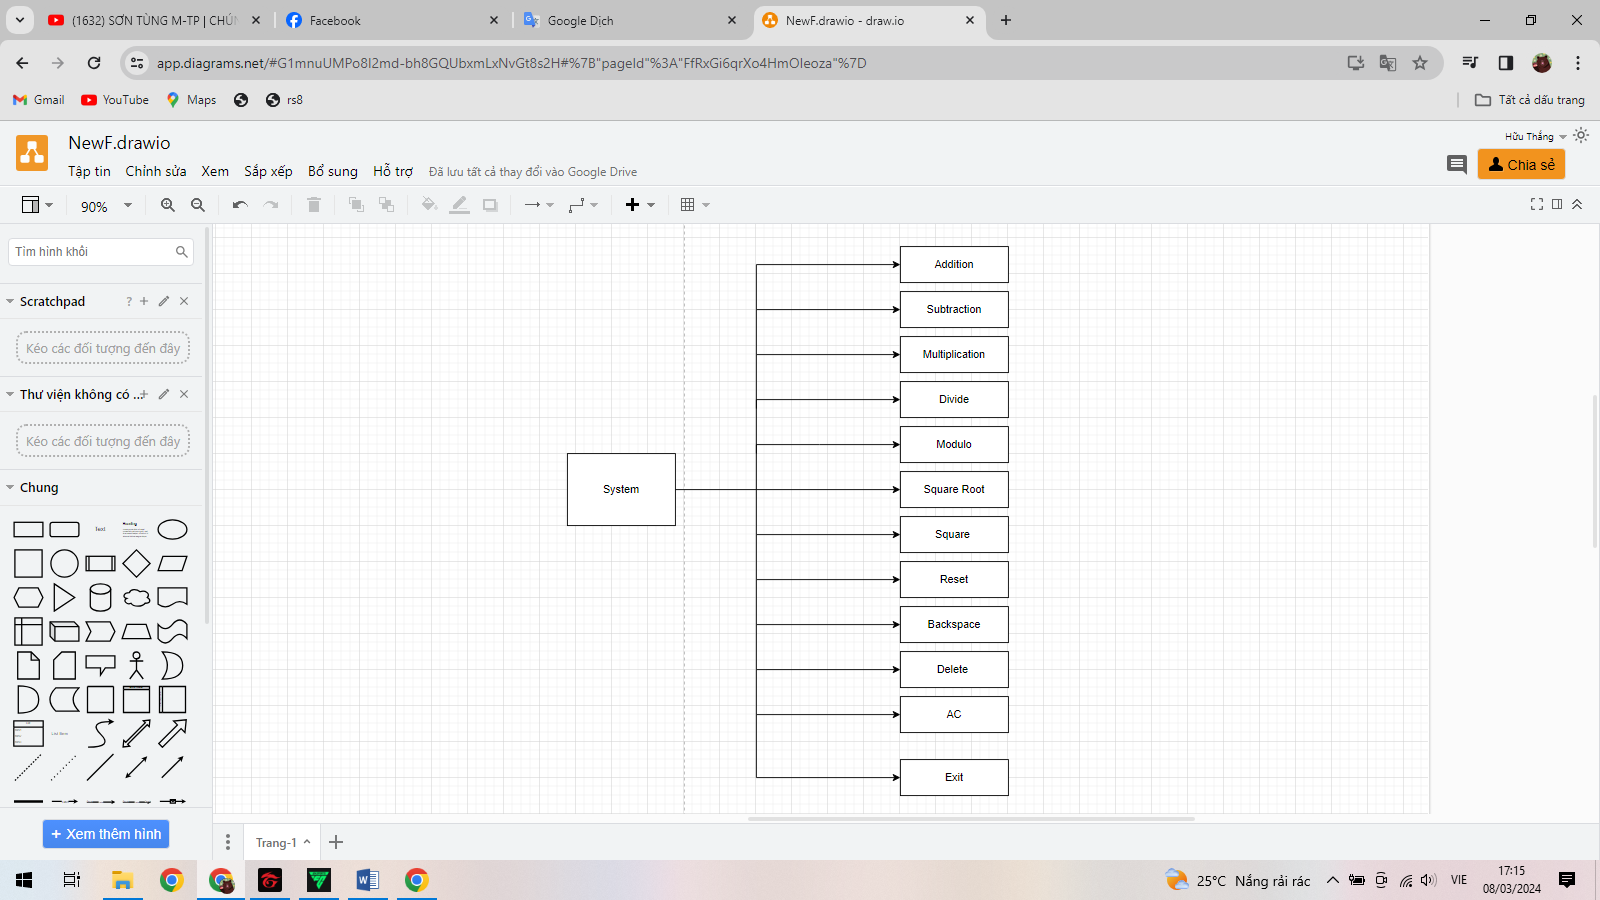 (1632) SƠN TÙNG M-TP | CHÚN
Facebook
Google Dịch
NewF.drawio - draw.io
app.diagrams.net/#G1mnuUMPo8I2md-bh8GQUbxmLxNvGt8s2H#%7B"pageId"%3A"FfRxGi6qrXo4HmOIeoza"%7D
Gmail
YouTube
Maps
rs8
Tất cả dấu trang
NewF.drawio
Hữu Thắng
Tập tin
Chỉnh sửa
Xem
Sắp xếp
Bổ sung
Hỗ trợ
Đã lưu tất cả thay đổi vào Google Drive
Chia sẻ
90%
Tìm hình khối
Scratchpad
?
Kéo các đối tượng đến đây
Thư viện không có ...
Kéo các đối tượng đến đây
Chung
Text
Heading
Addition
Subtraction
Multiplication
Divide
Modulo
System
Square Root
Square
Reset
Backspace
Delete
AC
Exit
+ Xem thêm hình
Trang-1
25°C Nắng rải rác
VIE
17:15
08/03/2024